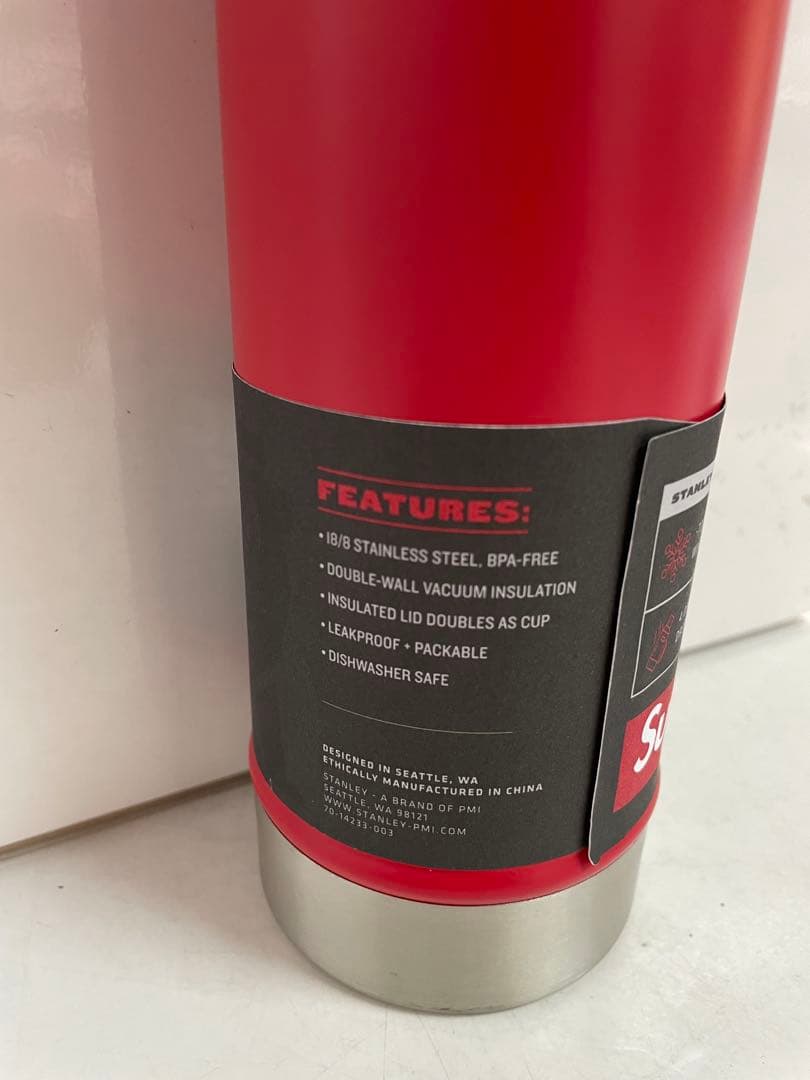 FEATURES:
• 18/8 STAINLESS STEEL, BPA-FREE
• DOUBLE-WALL VACUUM INSULATION
• INSULATED LID DOUBLES AS CUP
• LEAKPROOF + PACKABLE
• DISHWASHER SAFE
DESIGNED IN SEATTLE, WA
ETHICALLY MANUFACTURED IN CHINA
STANLEY - A BRAND OF PMI
SEATTLE, WA 98121
WWW.STANLEY-PMI.COM
70-14233-003
STANLEY
Su